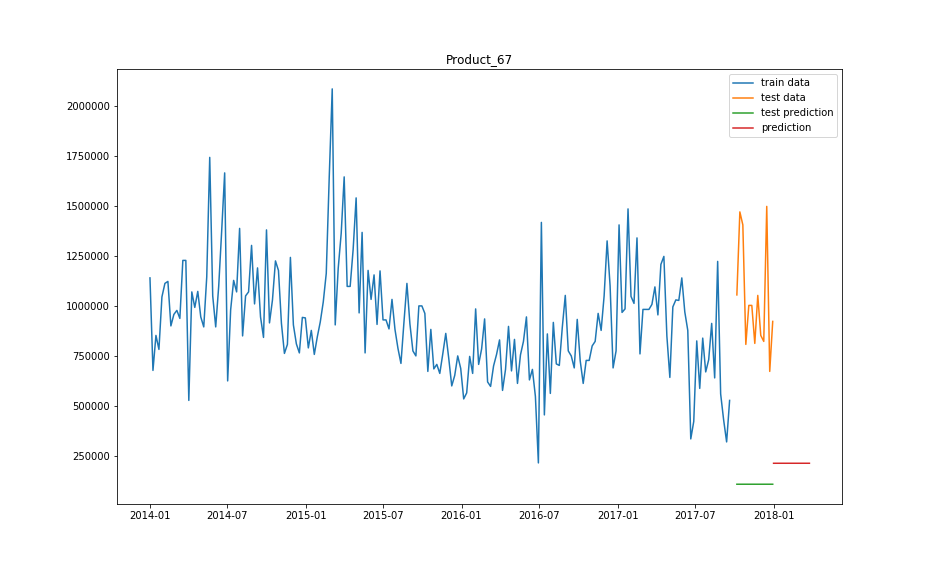 Product_67
train data
test data
test prediction
prediction
2000000
1750000
1500000
1250000
1000000
750000
500000
250000
2014-01 2014-07 2015-01 2015-07 2016-01 2016-07 2017-01 2017-07 2018-01